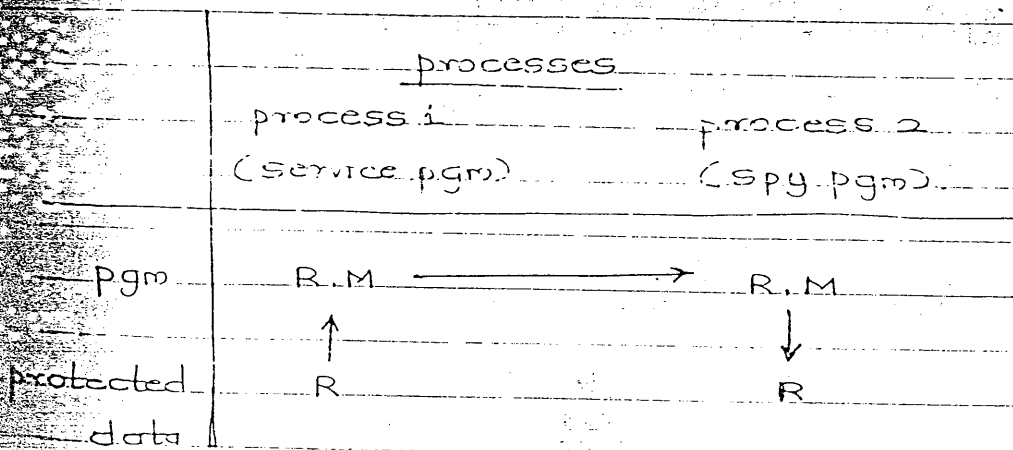 processes
process 1 process 2
(service pgm) (spy pgm)
pgm R.M R.M
protected R R
data